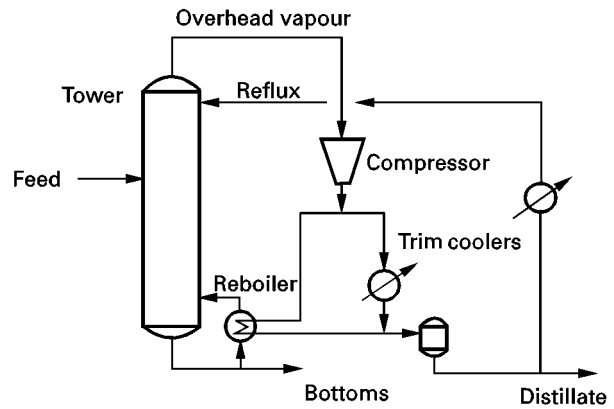 Overhead vapour
Tower
Reflux
Compressor
Feed
Trim coolers
Reboiler
Bottoms
Distillate